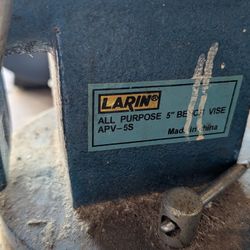 LARIN®
ALL PURPOSE 5" BENCH VISE
APV-5S
Made in China